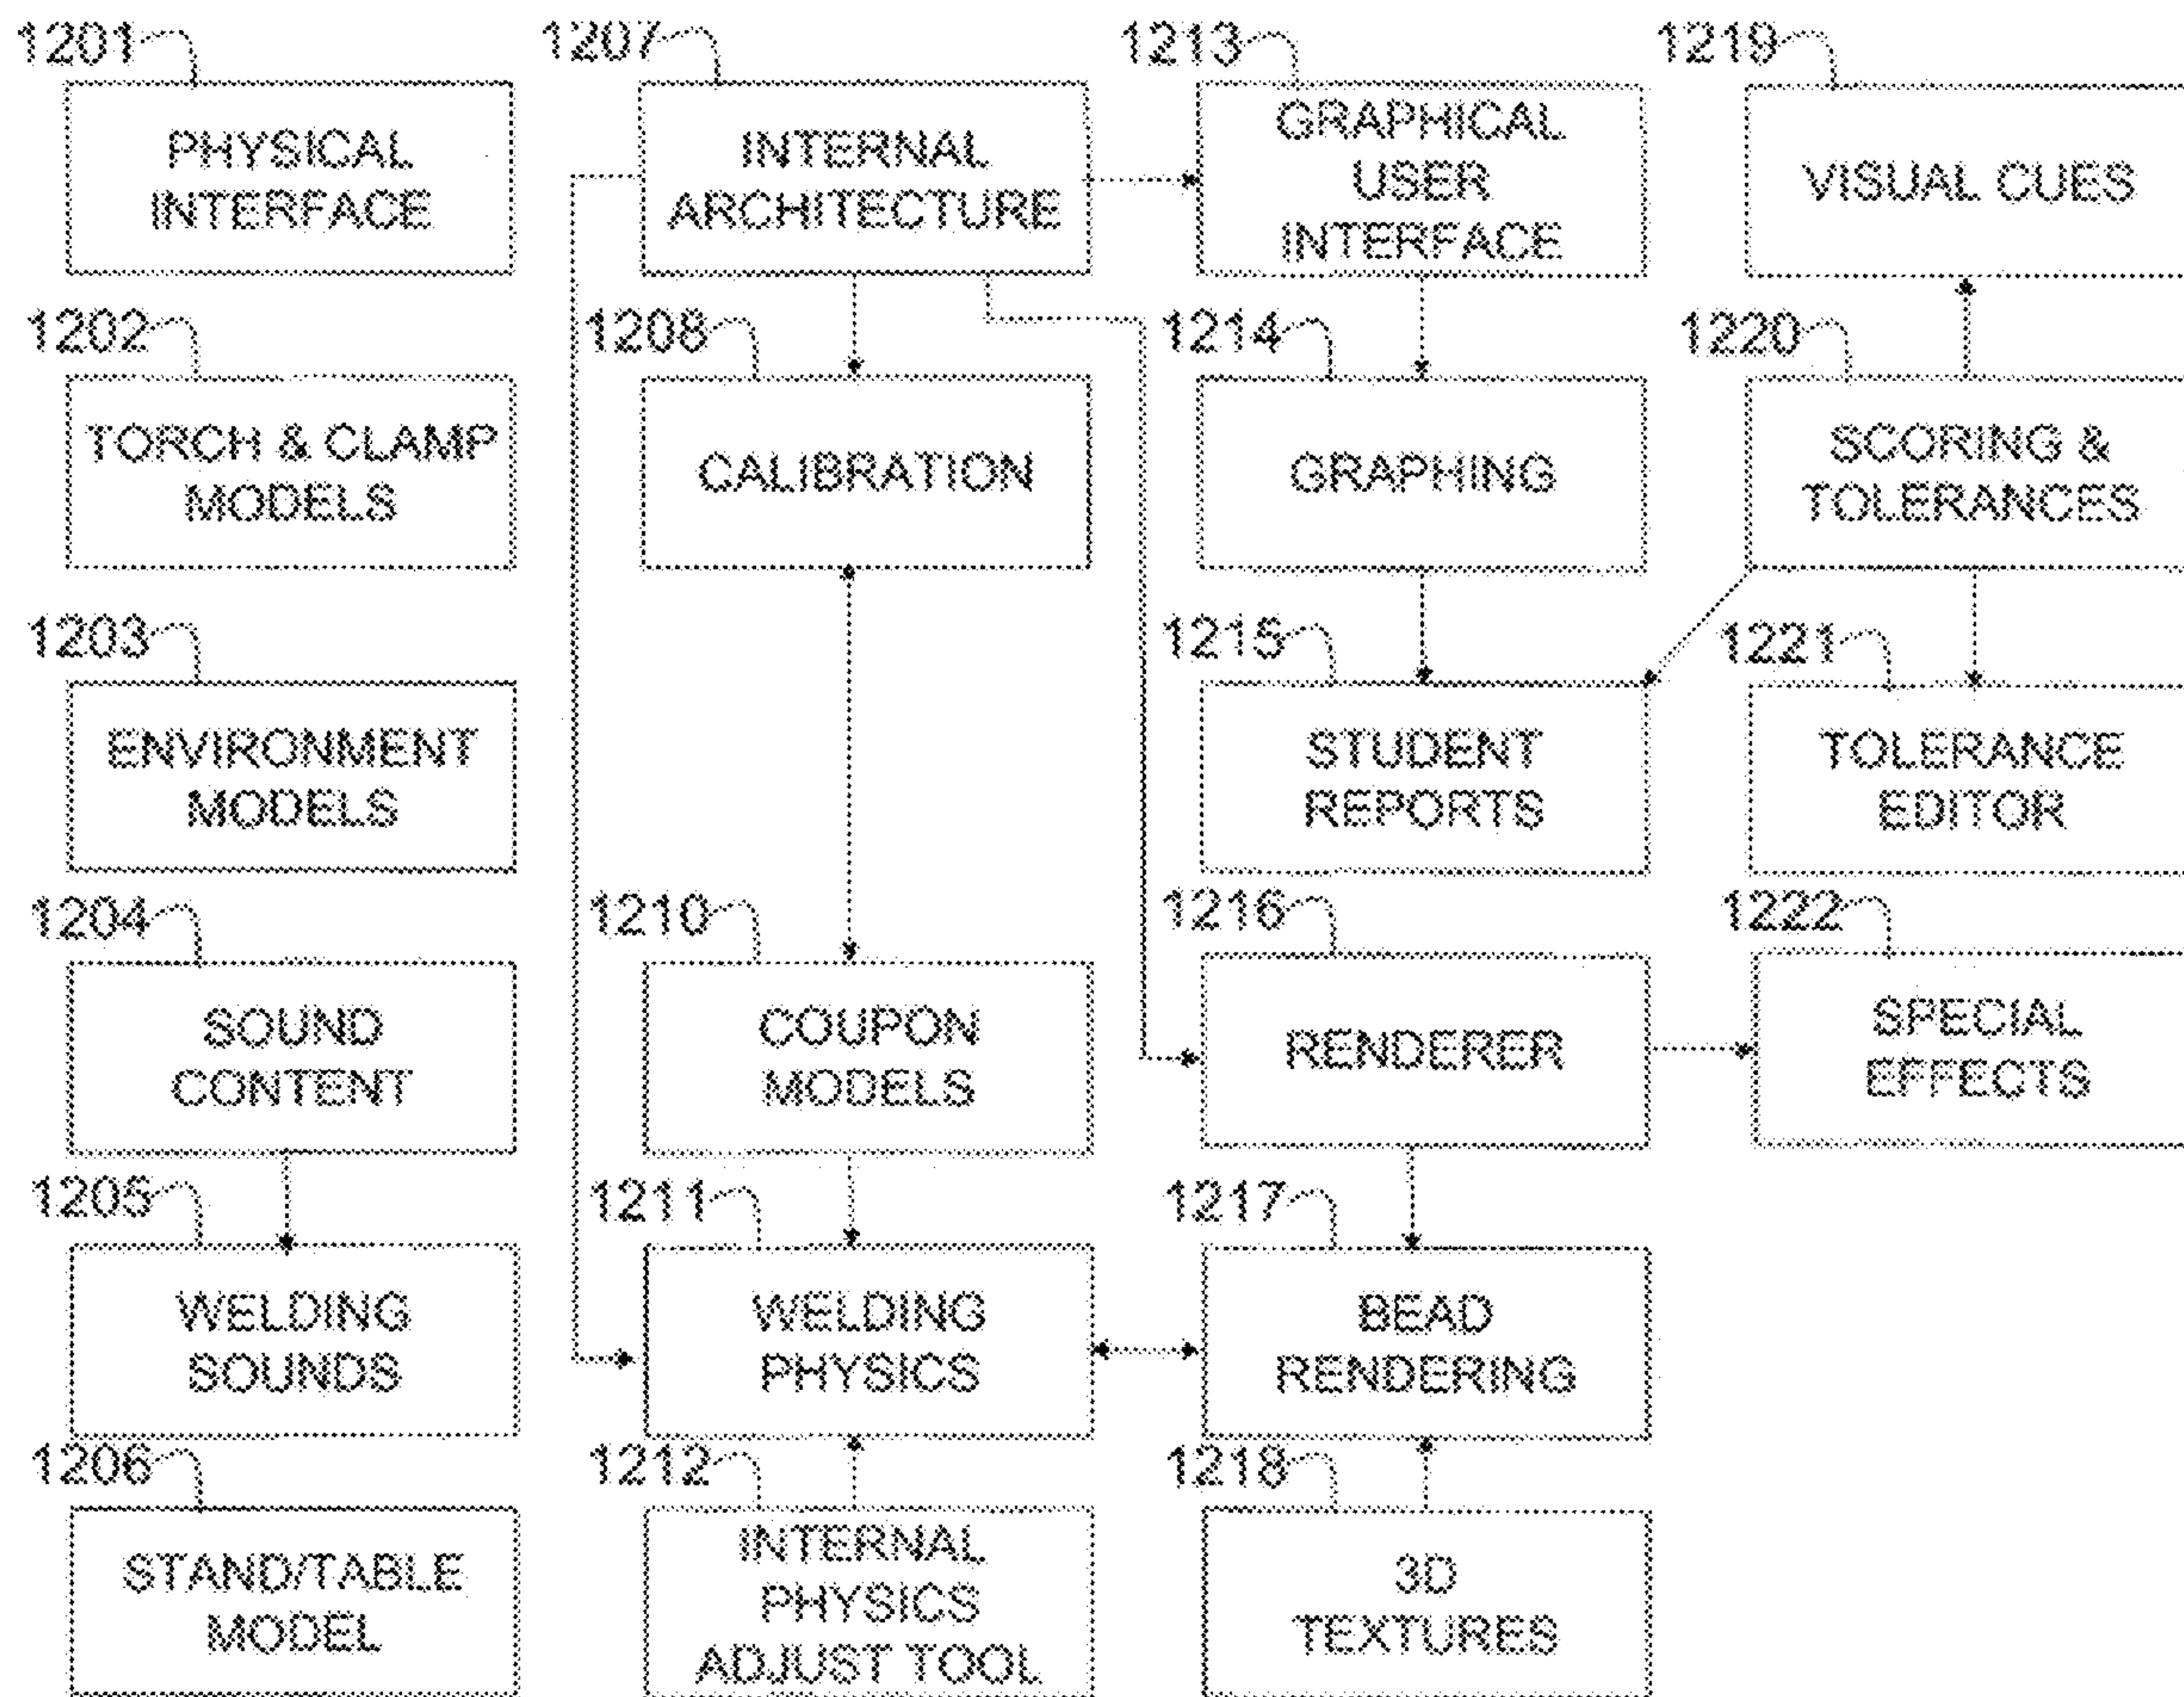 1201
PHYSICAL
INTERFACE
1202
TORCH & CLAMP
MODELS
1203
ENVIRONMENT
MODELS
1204
SOUND
CONTENT
1205
WELDING
SOUNDS
1206
STAND/TABLE
MODEL
1207
INTERNAL
ARCHITECTURE
1208
CALIBRATION
1210
COUPON
MODELS
1211
WELDING
PHYSICS
1212
INTERNAL
PHYSICS
ADJUST TOOL
1213
GRAPHICAL
USER
INTERFACE
1214
GRAPHING
1215
STUDENT
REPORTS
1216
RENDERER
1217
BEAD
RENDERING
1218
3D
TEXTURES
1219
VISUAL CUES
1220
SCORING &
TOLERANCES
1221
TOLERANCE
EDITOR
1222
SPECIAL
EFFECTS